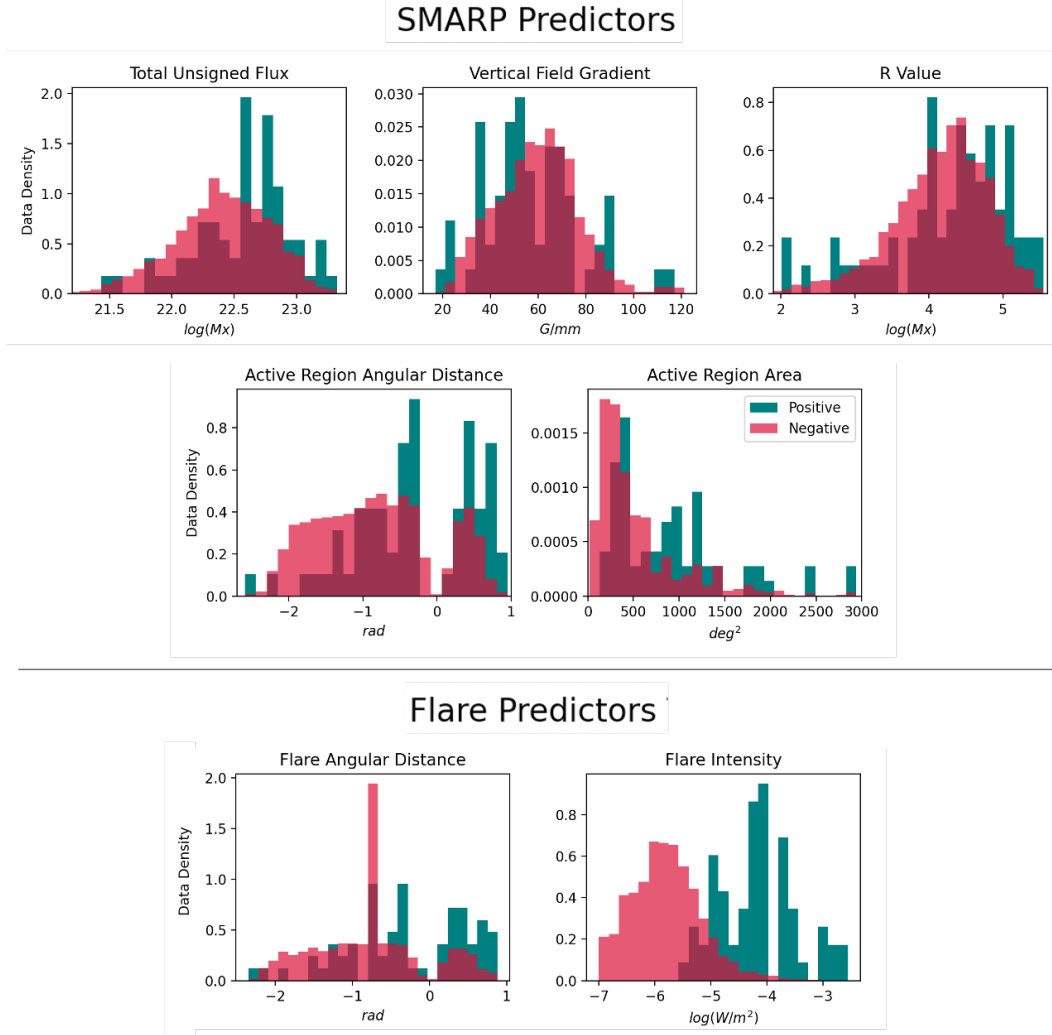 SMARP Predictors
Total Unsigned Flux
Vertical Field Gradient
R Value
Data Density
2.0
1.5
1.0
0.5
0.0
21.5 22.0 22.5 23.0
log(Mx)
0.030
0.025
0.020
0.015
0.010
0.005
0.000
20 40 60 80 100 120
G/mm
0.8
0.6
0.4
0.2
0.0
2 3 4 5
log(Mx)
Active Region Angular Distance
Active Region Area
Data Density
0.8
0.6
0.4
0.2
0.0
−2 −1 0 1
rad
Positive
Negative
0.0015
0.0010
0.0005
0.0000
0 500 1000 1500 2000 2500 3000
deg²
Flare Predictors
Flare Angular Distance
Flare Intensity
Data Density
2.0
1.5
1.0
0.5
0.0
−2 −1 0 1
rad
0.8
0.6
0.4
0.2
0.0
−7 −6 −5 −4 −3
log(W/m²)